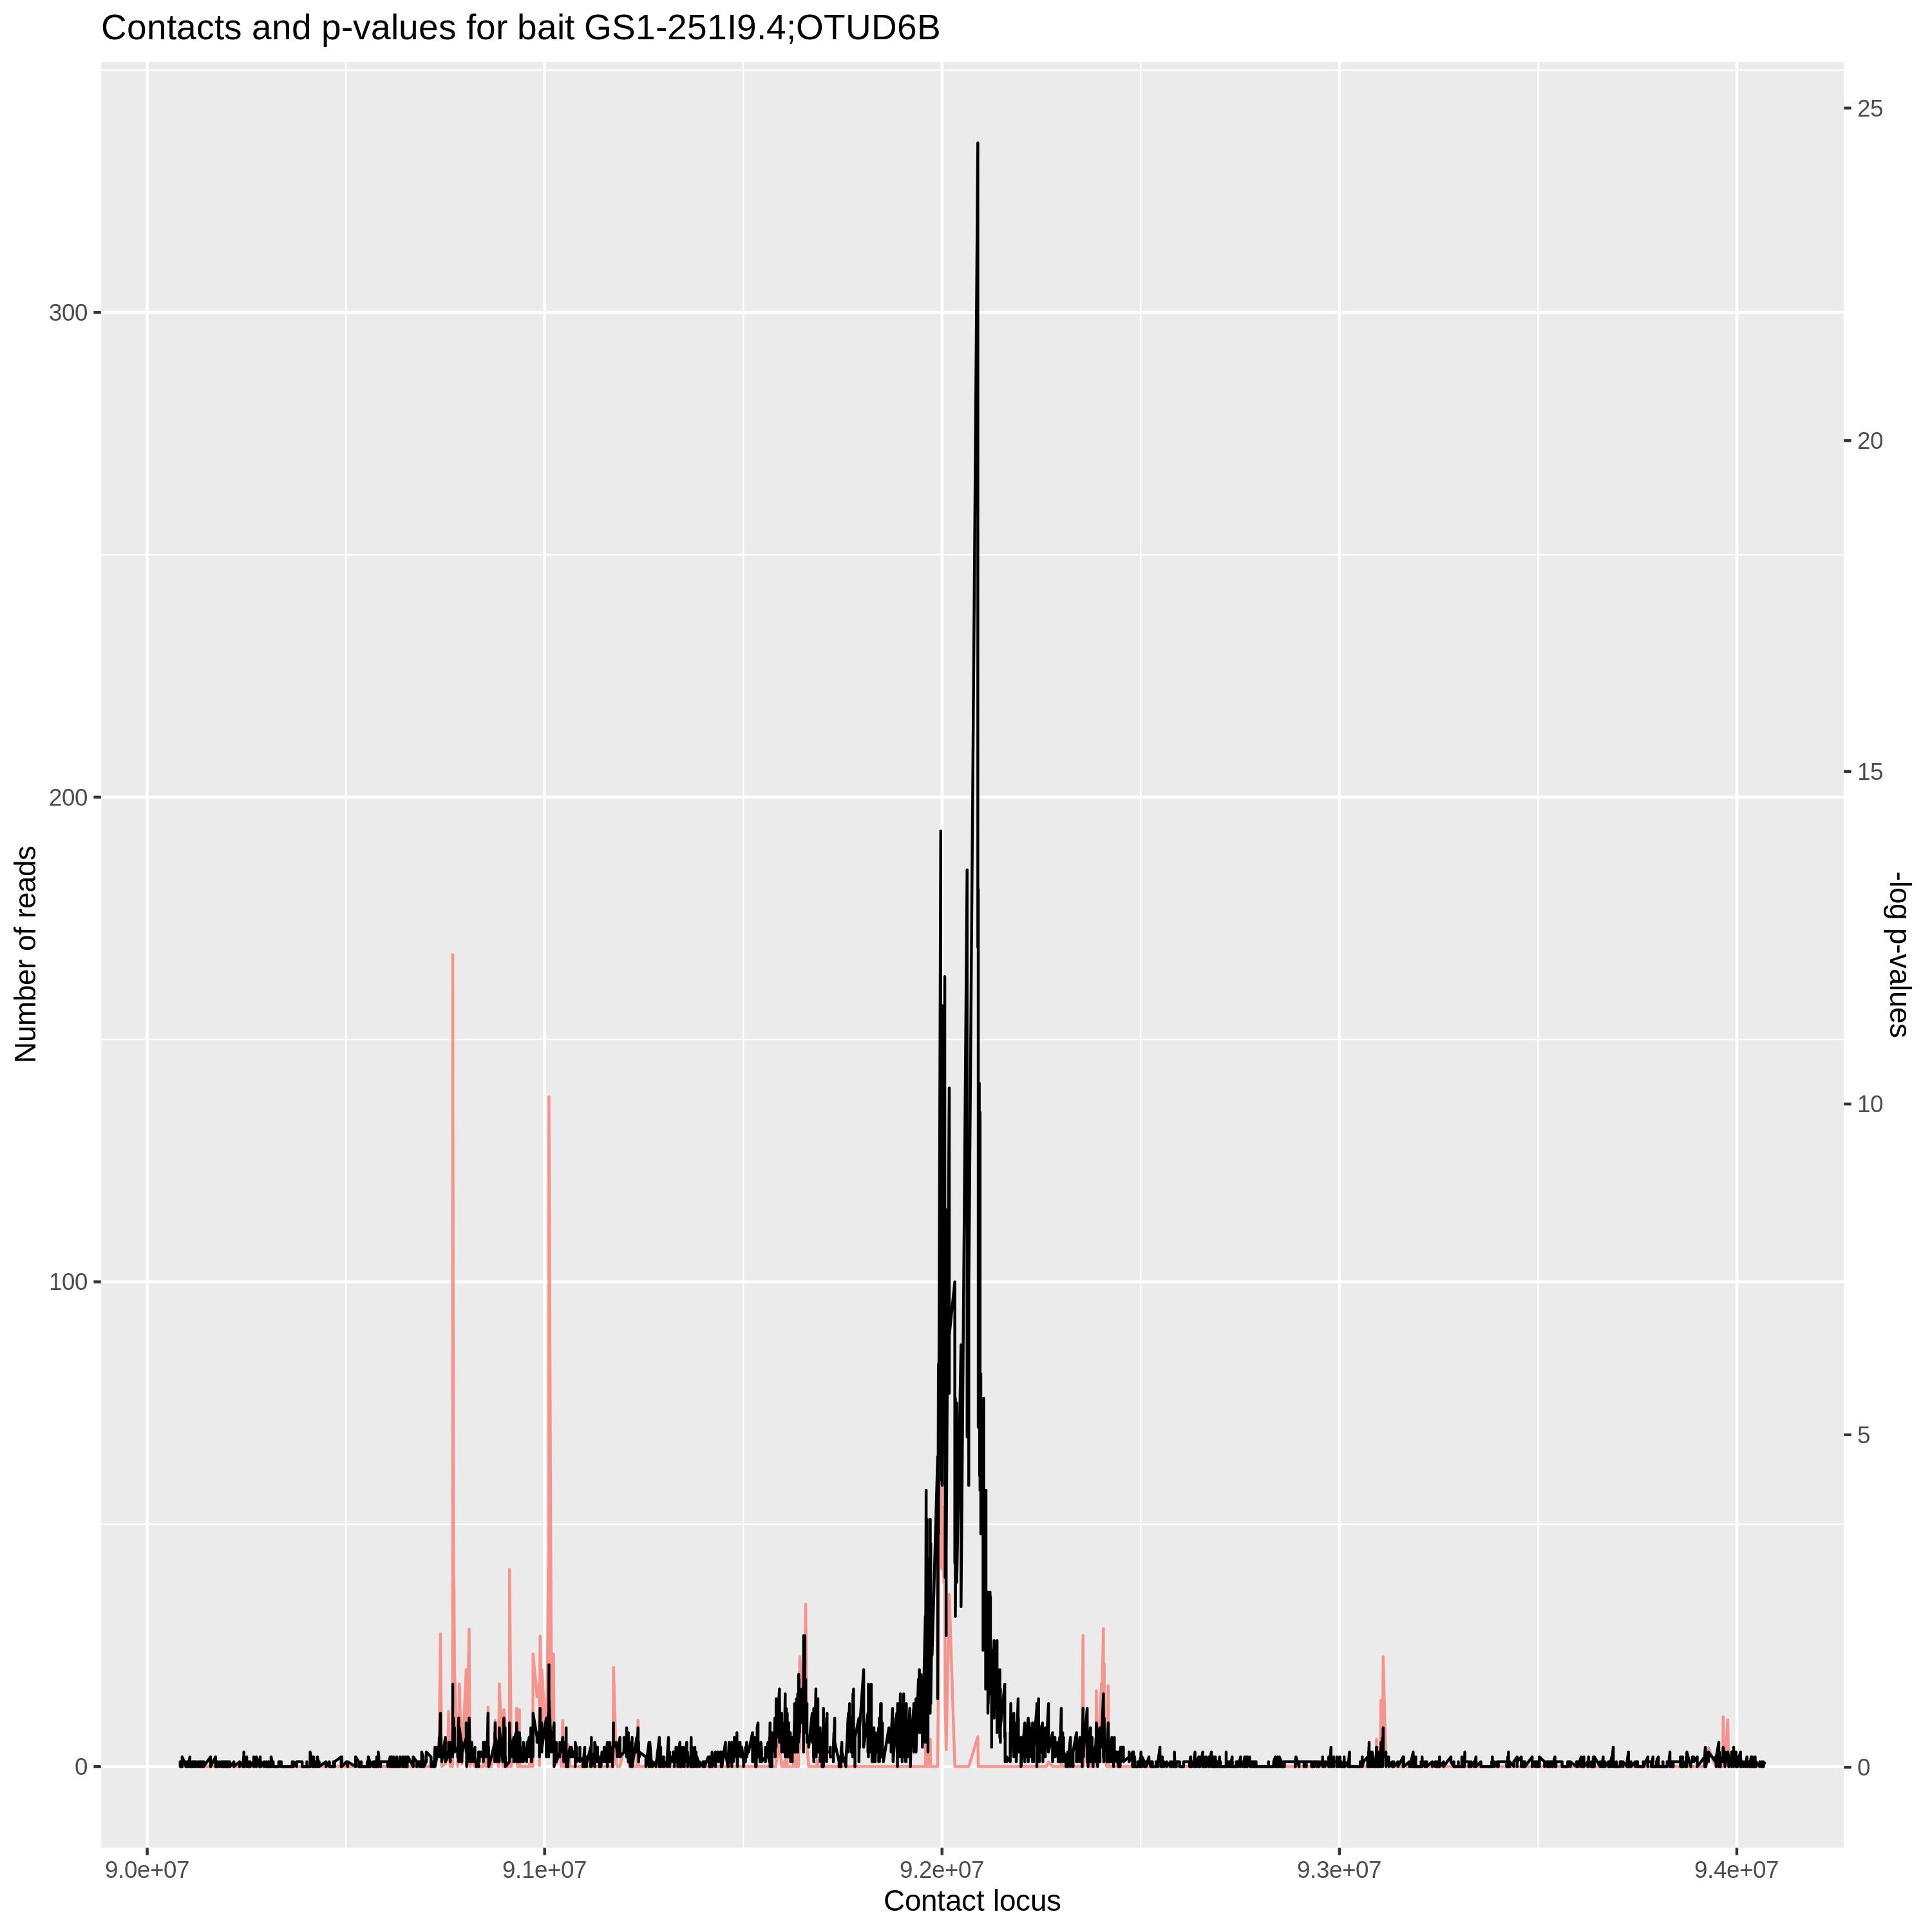 Contacts and p-values for bait GS1-251I9.4;OTUD6B
Number of reads
300
200
100
0
25
20
15
10
5
0
-log p-values
9.0e+07
9.1e+07
9.2e+07
9.3e+07
9.4e+07
Contact locus